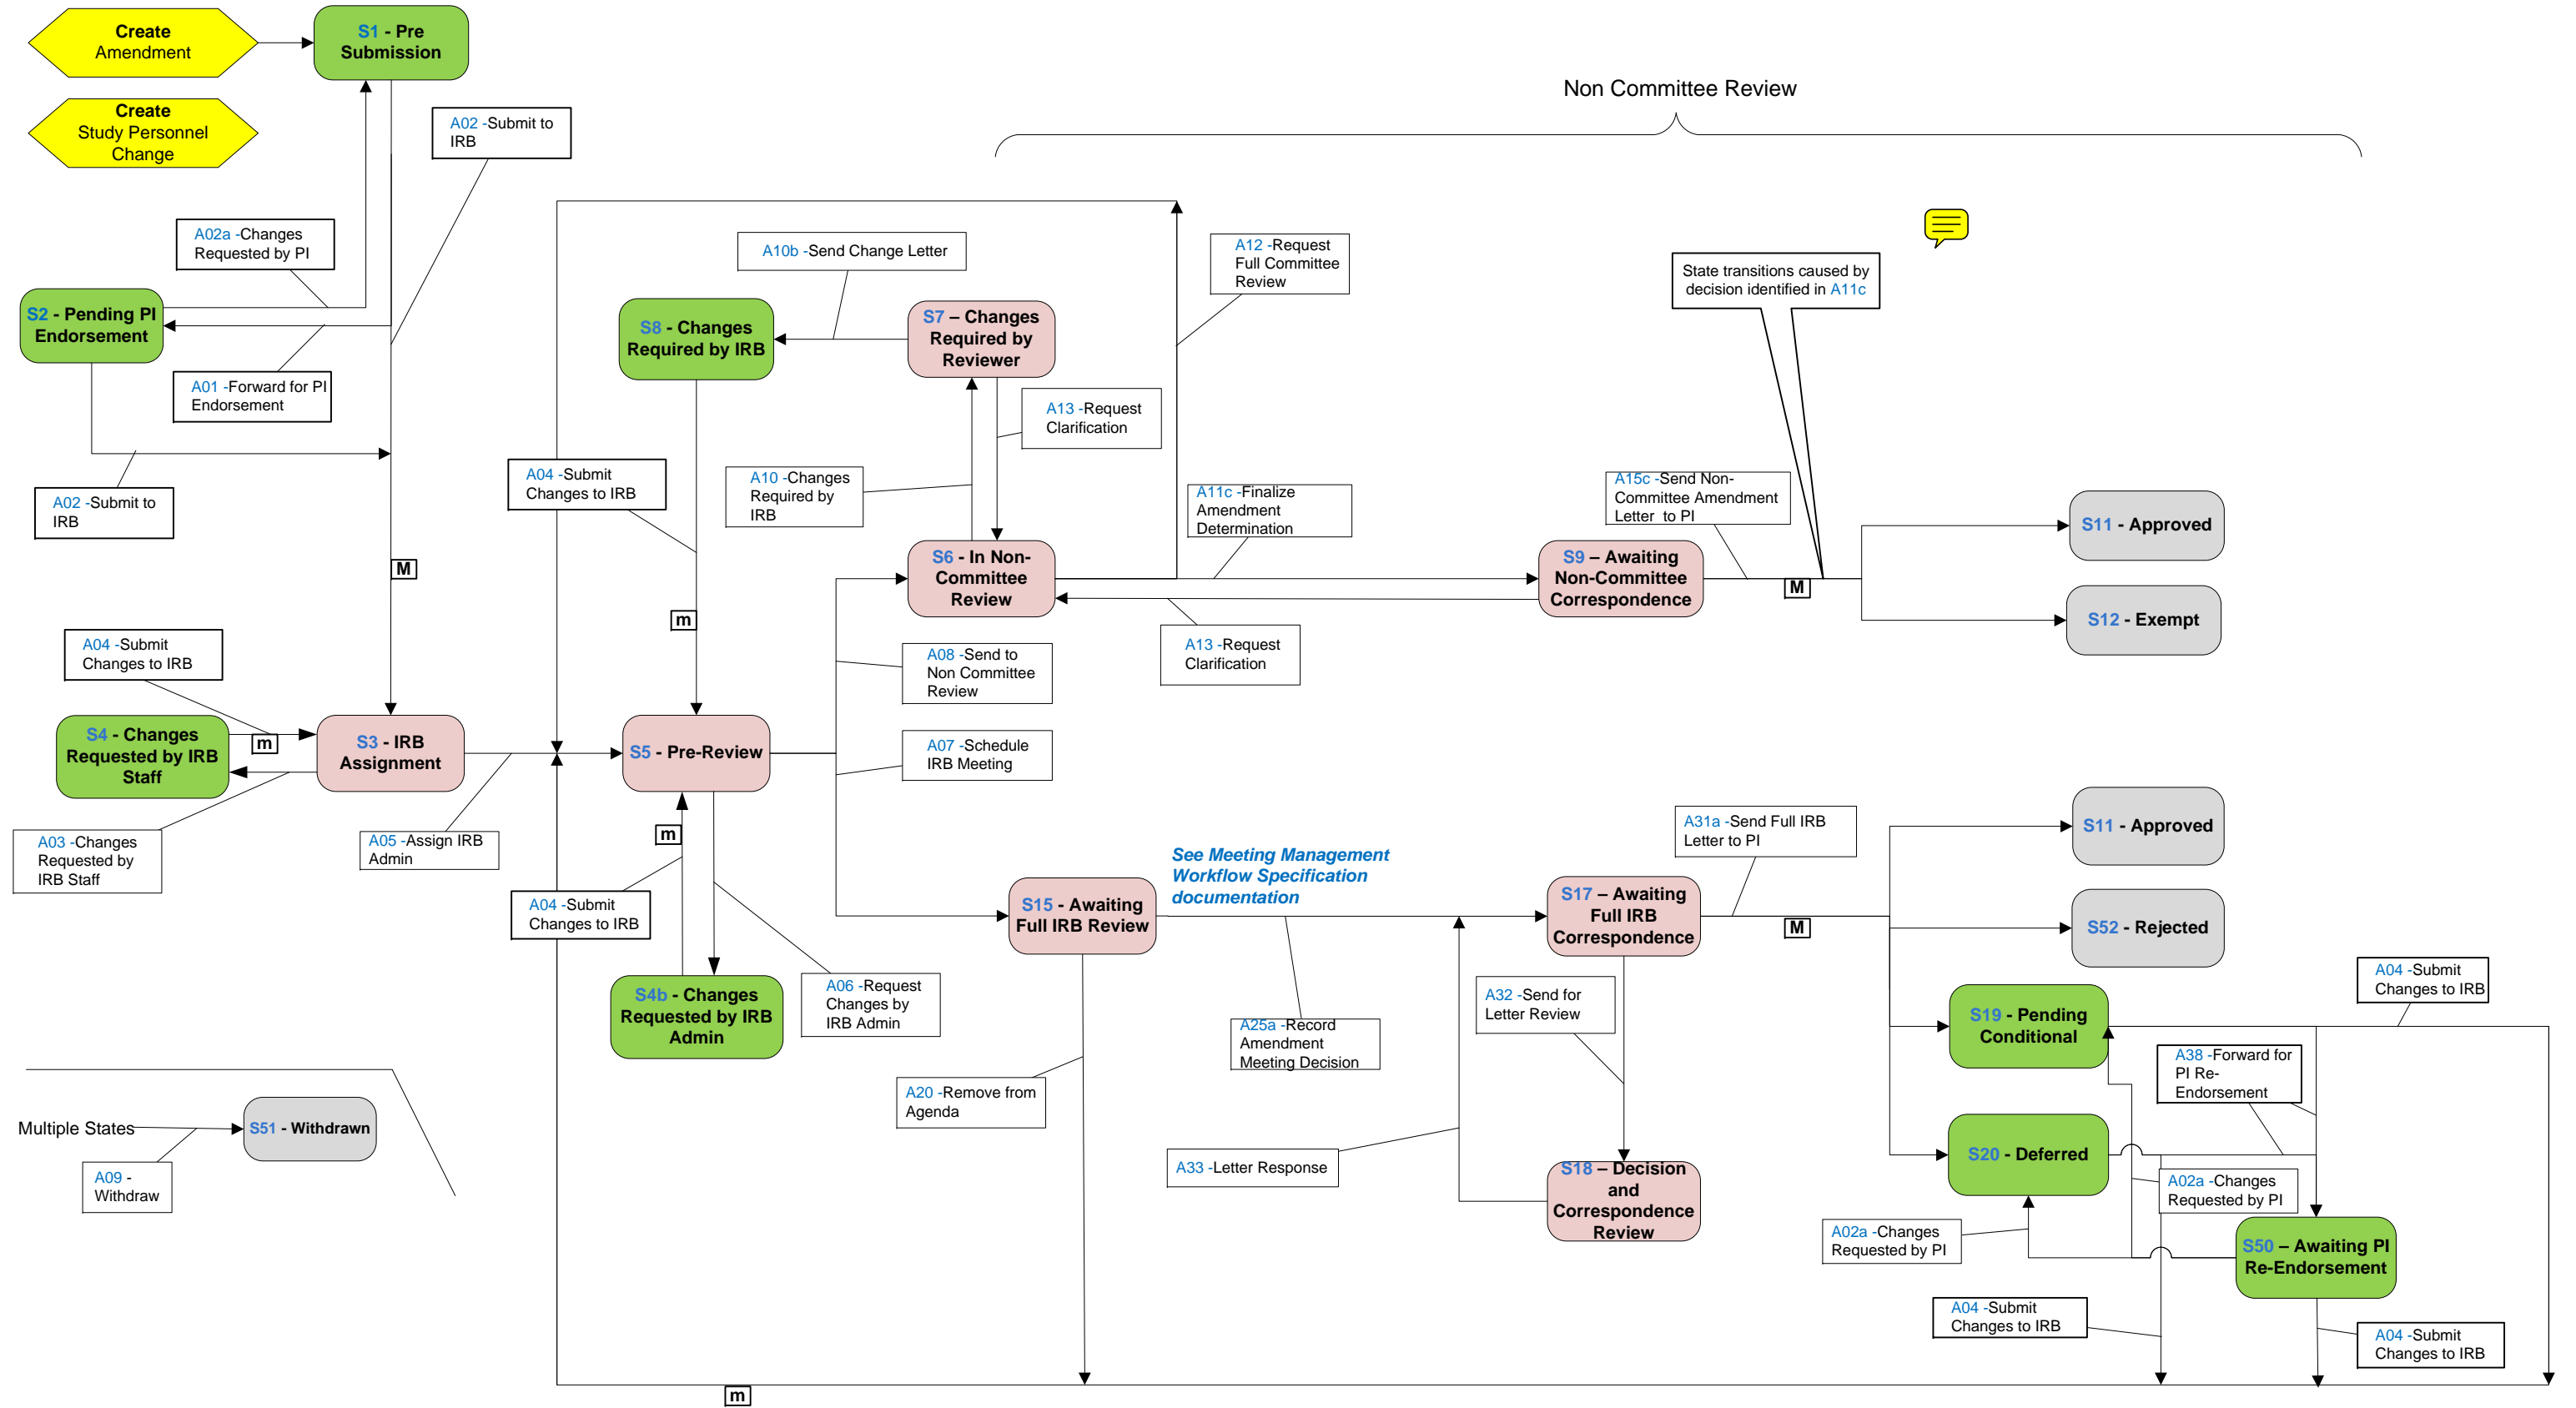 Create
Amendment
S1 - Pre
Submission
Create
Study Personnel
Change
A02 -Submit to
IRB
Non Committee Review
A02a -Changes
Requested by PI
A10b -Send Change Letter
A12 -Request
Full Committee
Review
State transitions caused by
decision identified in A11c
S2 - Pending PI
Endorsement
S8 - Changes
Required by IRB
S7 – Changes
Required by
Reviewer
A01 -Forward for PI
Endorsement
A13 -Request
Clarification
A04 -Submit
Changes to IRB
A10 -Changes
Required by
IRB
A11c -Finalize
Amendment
Determination
A15c -Send Non-
Committee Amendment
Letter  to PI
A02 -Submit to
IRB
S11 - Approved
M
S6 - In Non-
Committee
Review
S9 – Awaiting
Non-Committee
Correspondence
M
m
S12 - Exempt
A04 -Submit
Changes to IRB
A08 -Send to
Non Committee
Review
A13 -Request
Clarification
S4 - Changes
Requested by IRB
Staff
m
S3 - IRB
Assignment
S5 - Pre-Review
A07 -Schedule
IRB Meeting
A03 -Changes
Requested by
IRB Staff
A05 -Assign IRB
Admin
m
A31a -Send Full IRB
Letter to PI
S11 - Approved
See Meeting Management
Workflow Specification
documentation
A04 -Submit
Changes to IRB
S15 - Awaiting
Full IRB Review
S17 – Awaiting
Full IRB
Correspondence
M
S52 - Rejected
S4b - Changes
Requested by IRB
Admin
A06 -Request
Changes by
IRB Admin
A32 -Send for
Letter Review
A04 -Submit
Changes to IRB
A25a -Record
Amendment
Meeting Decision
S19 - Pending
Conditional
A38 -Forward for
PI Re-
Endorsement
A20 -Remove from
Agenda
Multiple States
S51 - Withdrawn
A09 -
Withdraw
A33 -Letter Response
S18 – Decision
and
Correspondence
Review
S20 - Deferred
A02a -Changes
Requested by PI
A02a -Changes
Requested by PI
S50 – Awaiting PI
Re-Endorsement
A04 -Submit
Changes to IRB
A04 -Submit
Changes to IRB
m